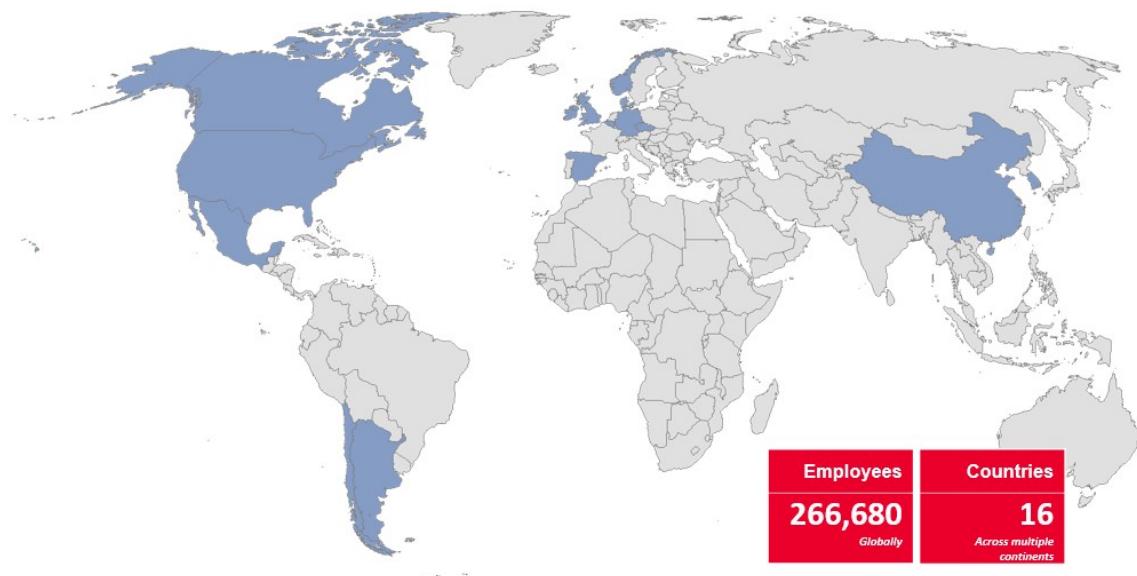 Employees
266,680
Globally
Countries
16
Across multiple
continents